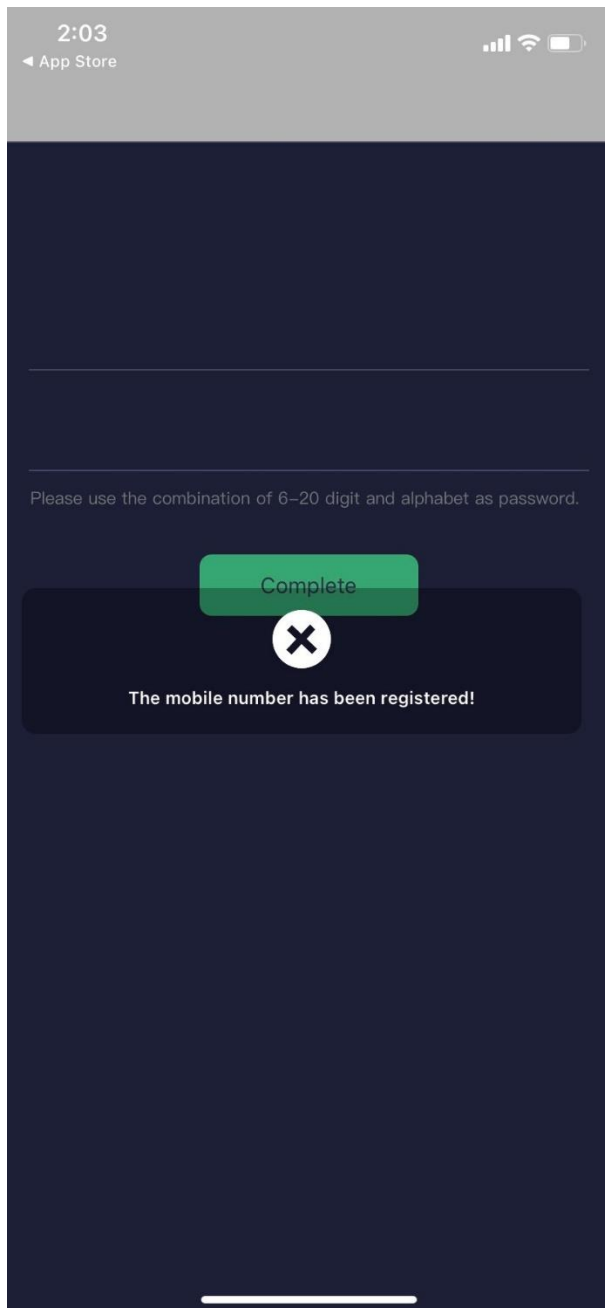 2:03
◀ App Store
Please use the combination of 6-20 digit and alphabet as password.
Complete
The mobile number has been registered!